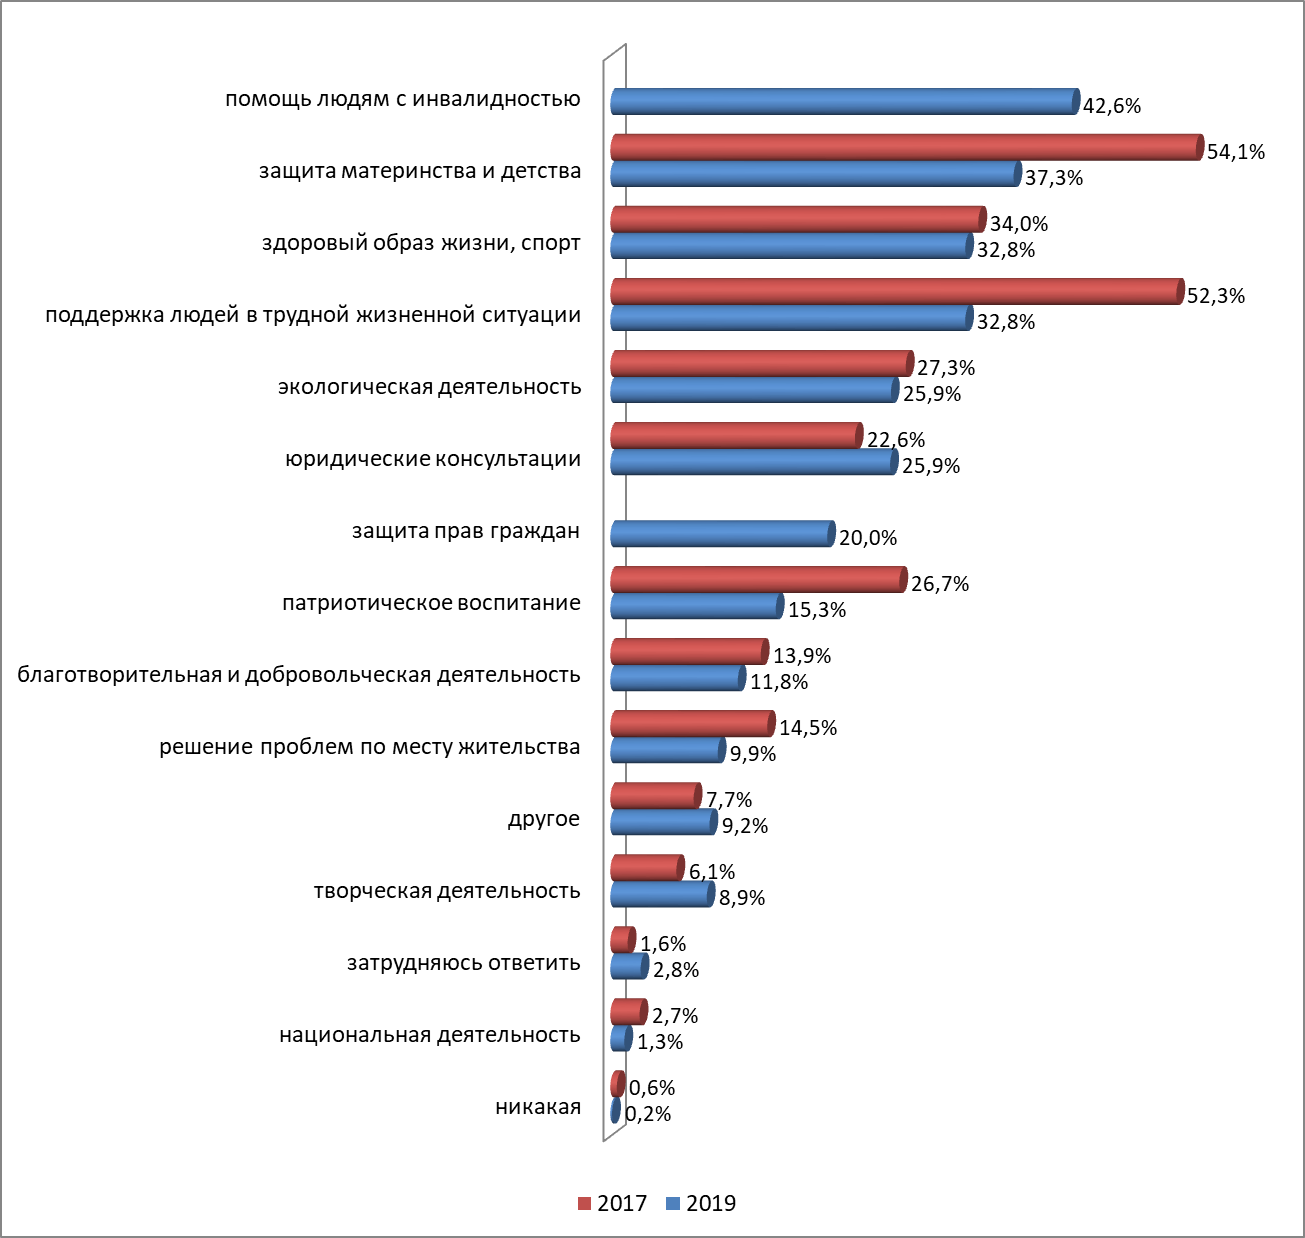 помощь людям с инвалидностью
42,6%
защита материнства и детства
54,1%
37,3%
здоровый образ жизни, спорт
34,0%
32,8%
поддержка людей в трудной жизненной ситуации
52,3%
32,8%
экологическая деятельность
27,3%
25,9%
юридические консультации
22,6%
25,9%
защита прав граждан
20,0%
патриотическое воспитание
26,7%
15,3%
благотворительная и добровольческая деятельность
13,9%
11,8%
решение проблем по месту жительства
14,5%
9,9%
другое
7,7%
9,2%
творческая деятельность
6,1%
8,9%
затрудняюсь ответить
1,6%
2,8%
национальная деятельность
2,7%
1,3%
никакая
0,6%
0,2%
2017 2019